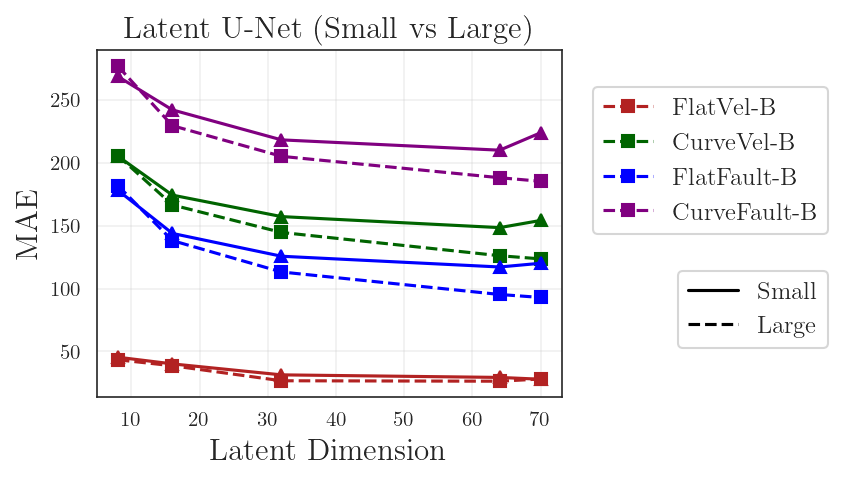 Latent U-Net (Small vs Large)
MAE
250
200
150
100
50
10 20 30 40 50 60 70
Latent Dimension
FlatVel-B
CurveVel-B
FlatFault-B
CurveFault-B
Small
Large